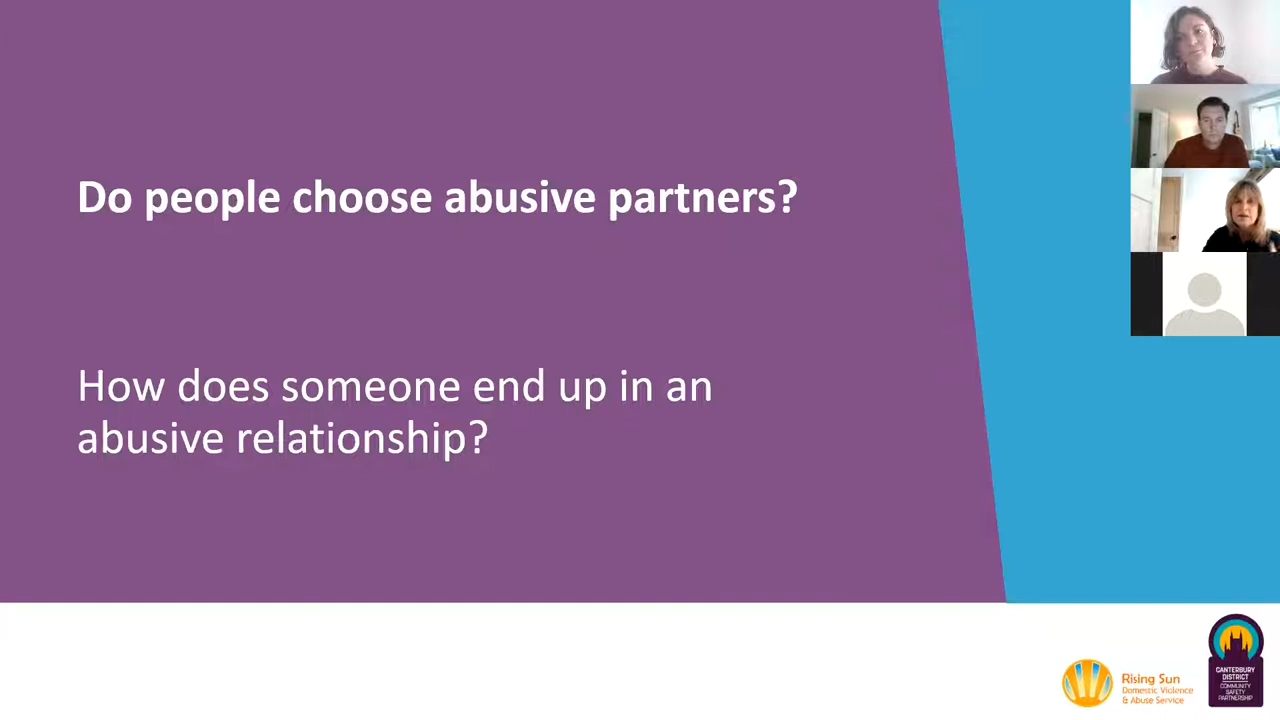 Do people choose abusive partners?
How does someone end up in an
abusive relationship?
Rising Sun
Domestic Violence
& Abuse Service
CANTERBURY
DISTRICT
COMMUNITY
SAFETY
PARTNERSHIP